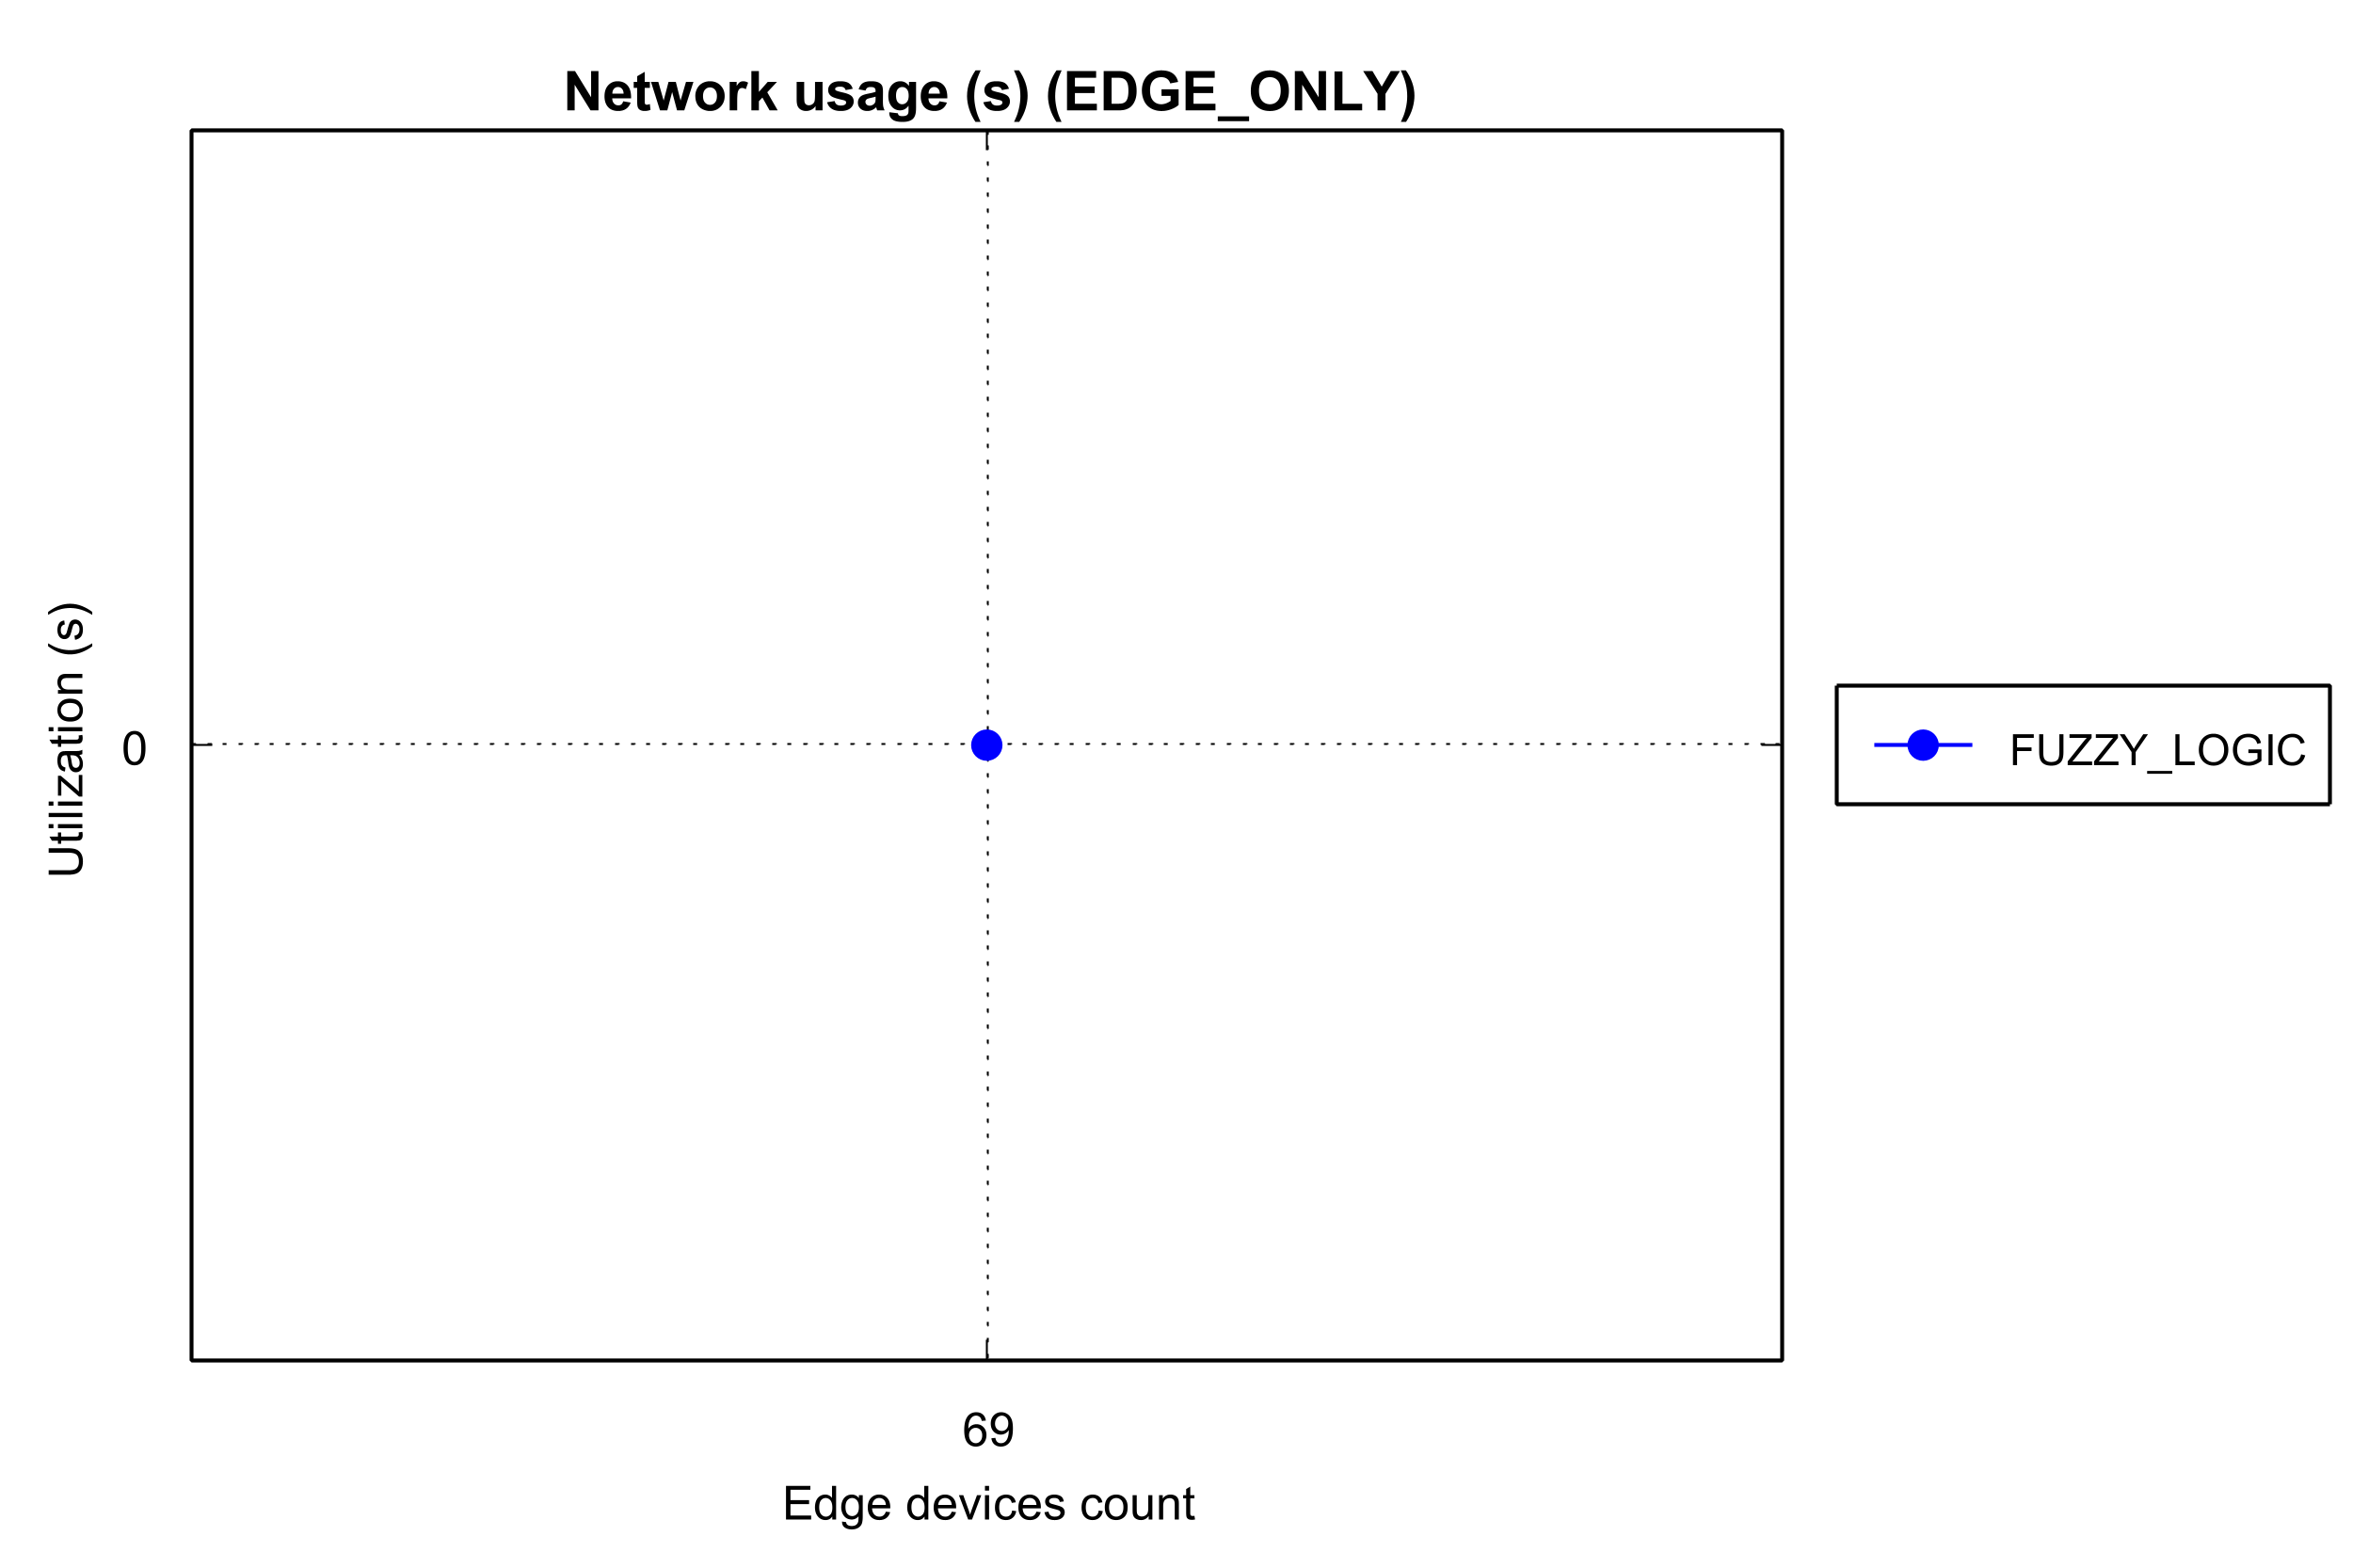 Network usage (s) (EDGE_ONLY)
Utilization (s)
0
FUZZY_LOGIC
69
Edge devices count